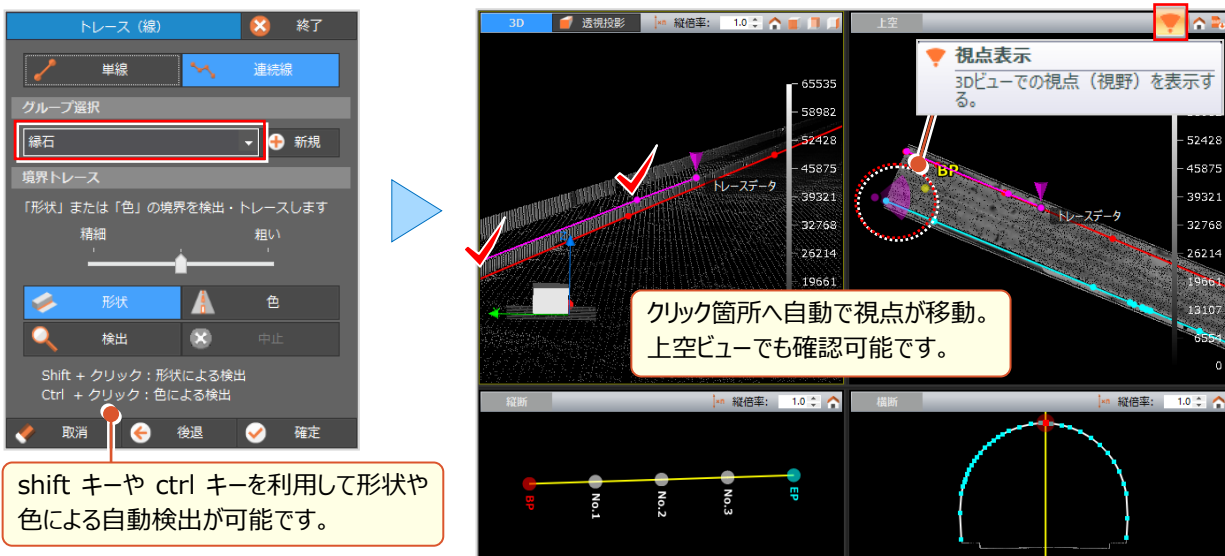 トレース（線）
終了
単線
連続線
グループ選択
縁石
新規
境界トレース
「形状」または「色」の境界を検出・トレースします
精細
粗い
形状
色
検出
中止
Shift + クリック：形状による検出
Ctrl + クリック：色による検出
取消
後退
確定
shift キーや ctrl キーを利用して形状や
色による自動検出が可能です。
3D
透視投影
縦倍率:
1.0
65535
58982
52428
45875
39321
32768
26214
19661
トレースデータ
上空
視点表示
3Dビューでの視点（視野）を表示す
る。
BP
トレースデータ
52428
45875
39321
32768
26214
19661
13107
6554
0
クリック箇所へ自動で視点が移動。
上空ビューでも確認可能です。
縦断
縦倍率:
1.0
BP
No.1
No.2
No.3
EP
横断
縦倍率:
1.0